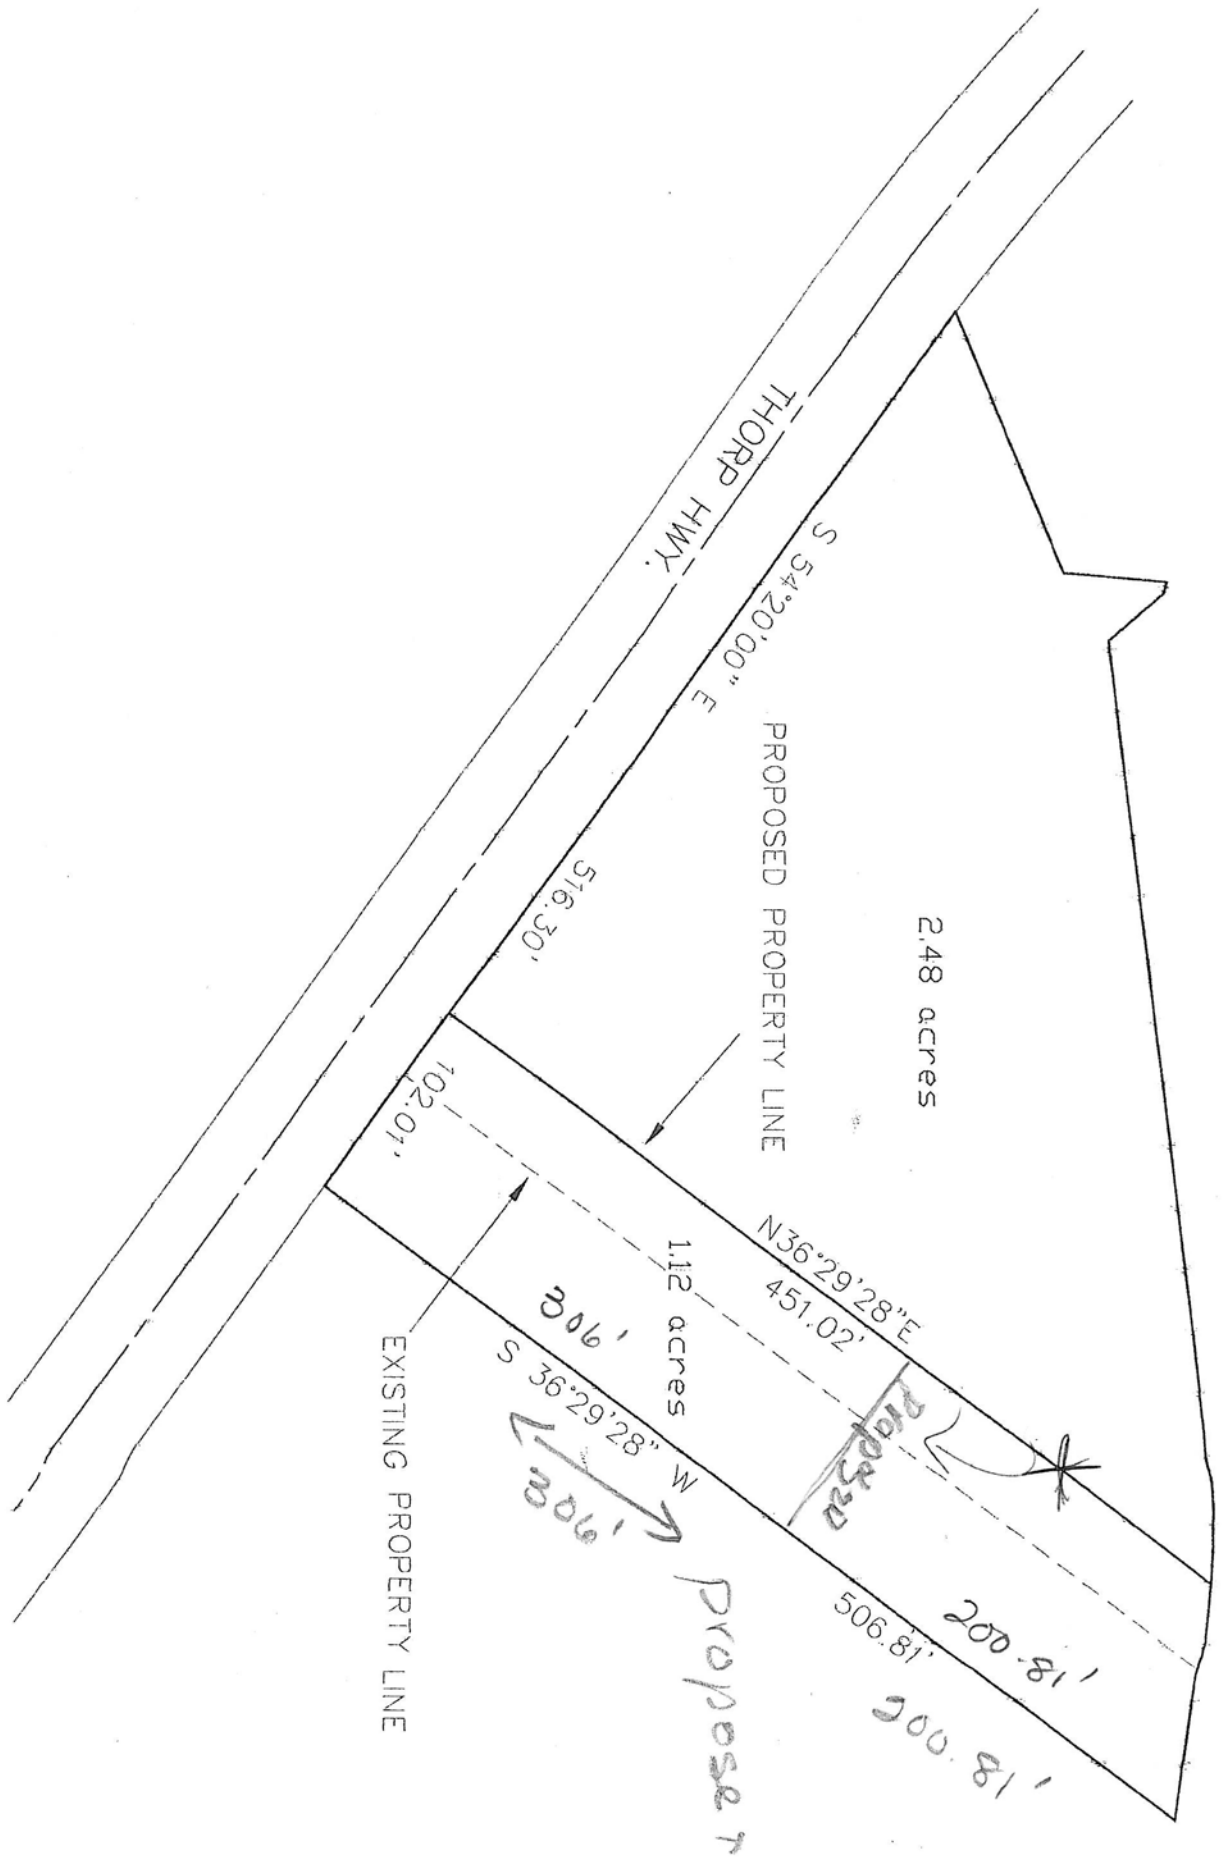 THORP HWY.
S 54°20'00" E
516.30'
PROPOSED PROPERTY LINE
2.48 acres
102.01'
N36°29'28"E
451.02'
1.12 acres
306'
S 36°29'28" W
306'
EXISTING PROPERTY LINE
Proposed
506.81'
200.81'
200.81'